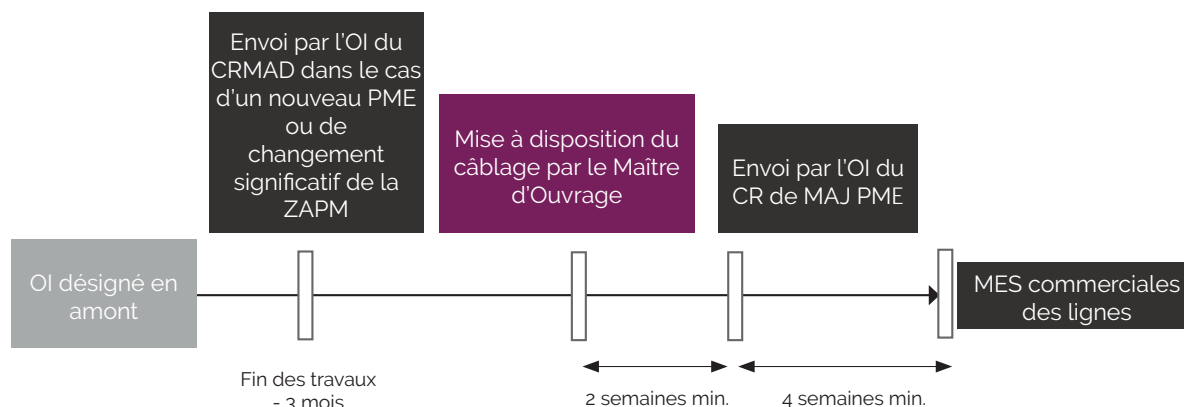 Envoi par l'OI du
CRMAD dans le cas
d'un nouveau PME
ou de
changement
significatif de la
ZAPM
Mise à disposition du
câblage par le Maître
d'Ouvrage
Envoi par l'OI du
CR de MAJ PME
OI désigné en
amont
MES commerciales
des lignes
Fin des travaux
- 3 mois
2 semaines min.
4 semaines min.